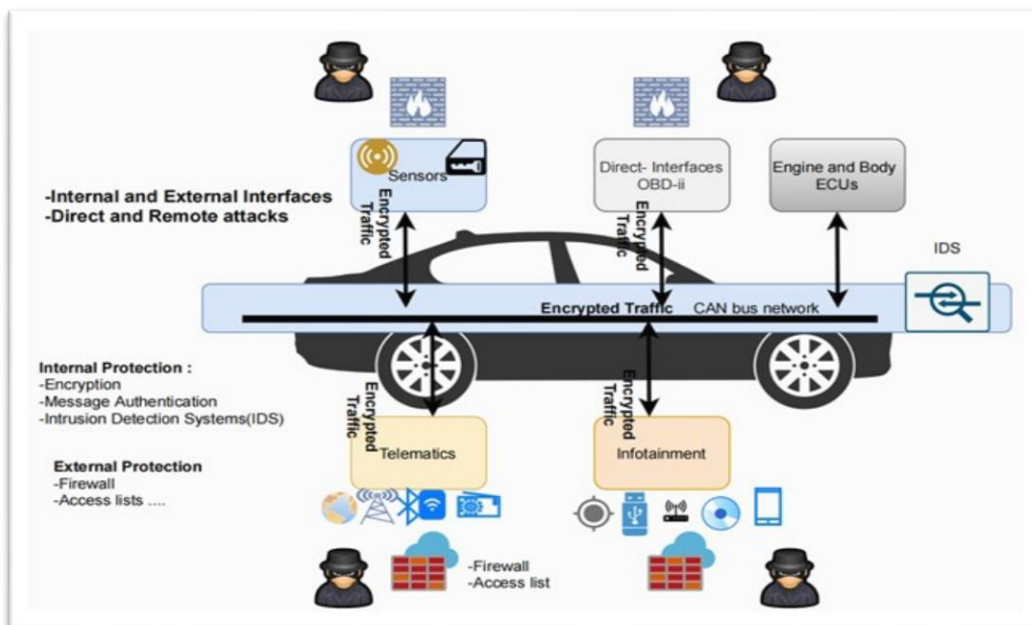 Sensors
Direct- Interfaces
OBD-ii
Engine and Body
ECUs
-Internal and External Interfaces
-Direct and Remote attacks
Encrypted
Traffic
Encrypted
Traffic
IDS
Encrypted Traffic
CAN bus network
Internal Protection :
-Encryption
-Message Authentication
-Intrusion Detection Systems(IDS)
Encrypted
Traffic
Encrypted
Traffic
Telematics
Infotainment
External Protection
-Firewall
-Access lists ....
-Firewall
-Access list